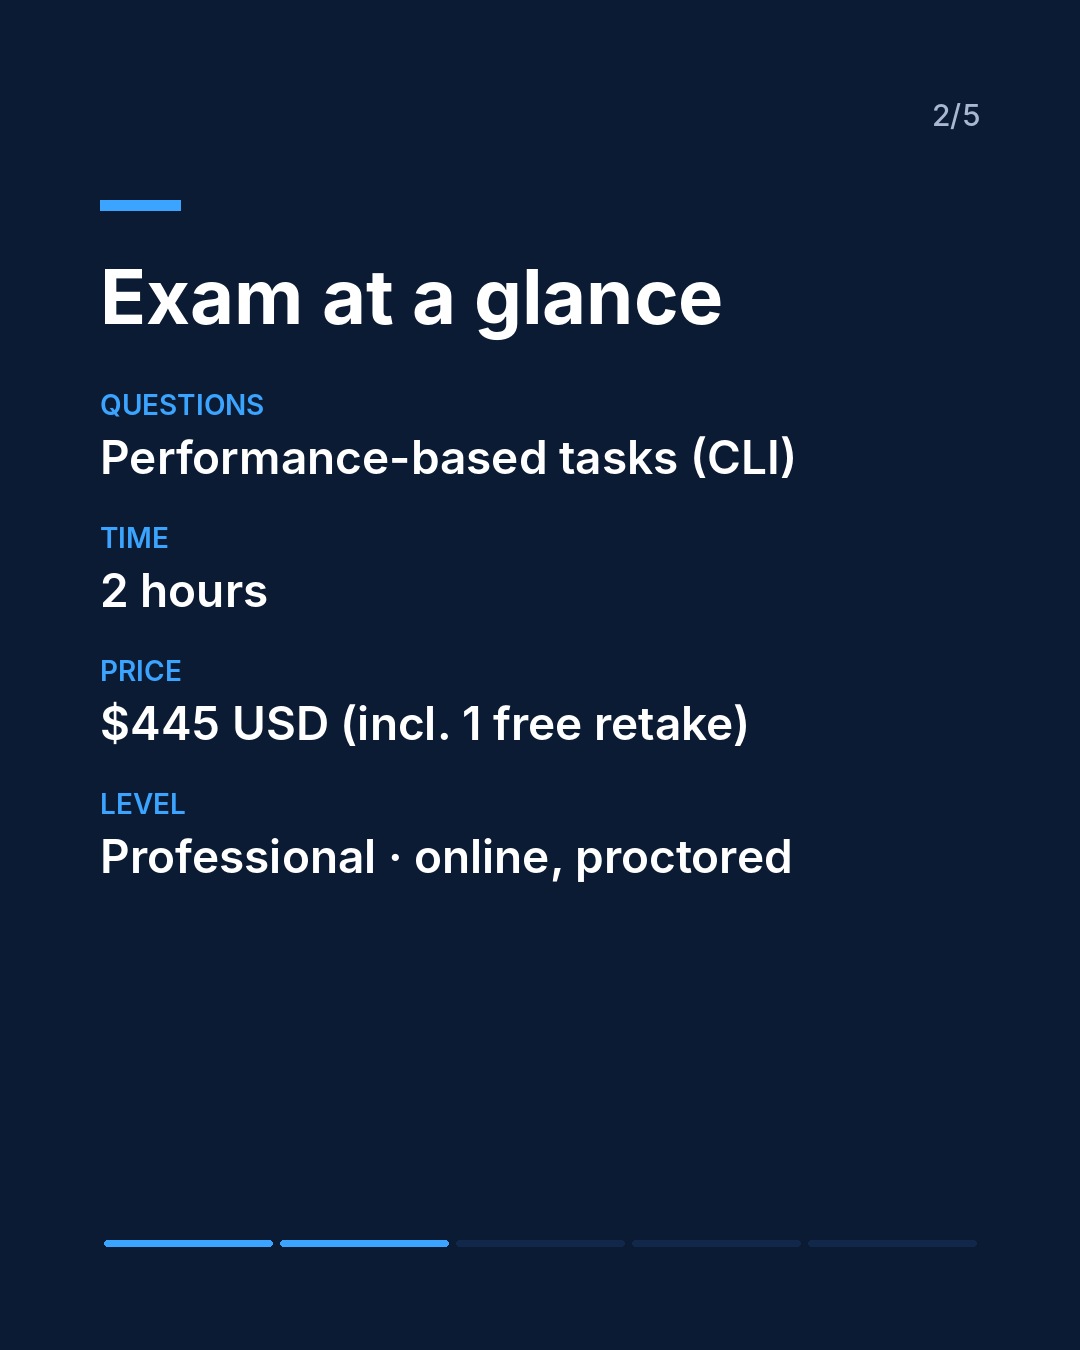 2/5
Exam at a glance
QUESTIONS
Performance-based tasks (CLI)
TIME
2 hours
PRICE
$445 USD (incl. 1 free retake)
LEVEL
Professional · online, proctored